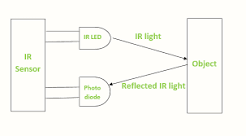 IR
Sensor
IR LED
IR light
Object
Photo
diode
Reflected IR light